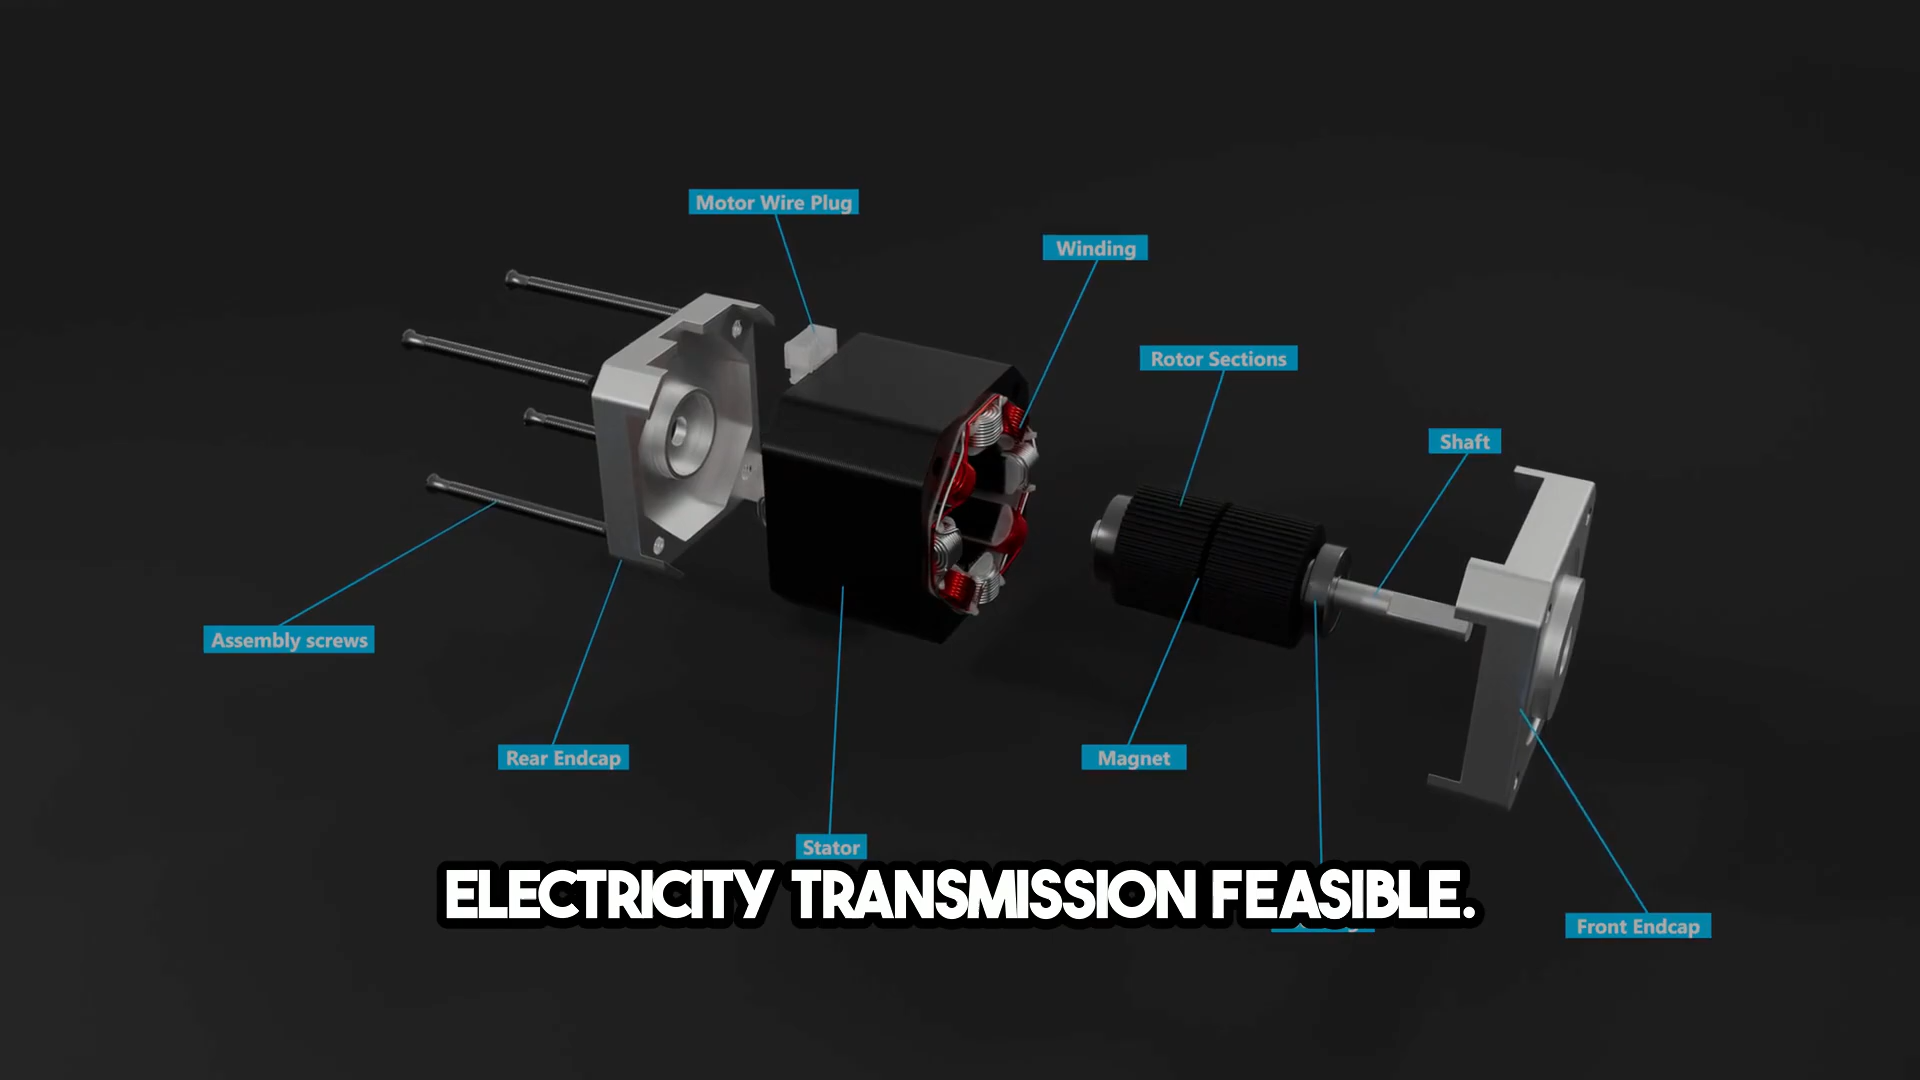 Motor Wire Plug
Winding
Rotor Sections
Shaft
Assembly screws
Rear Endcap
Magnet
Stator
ELECTRICITY TRANSMISSION FEASIBLE.
Front Endcap